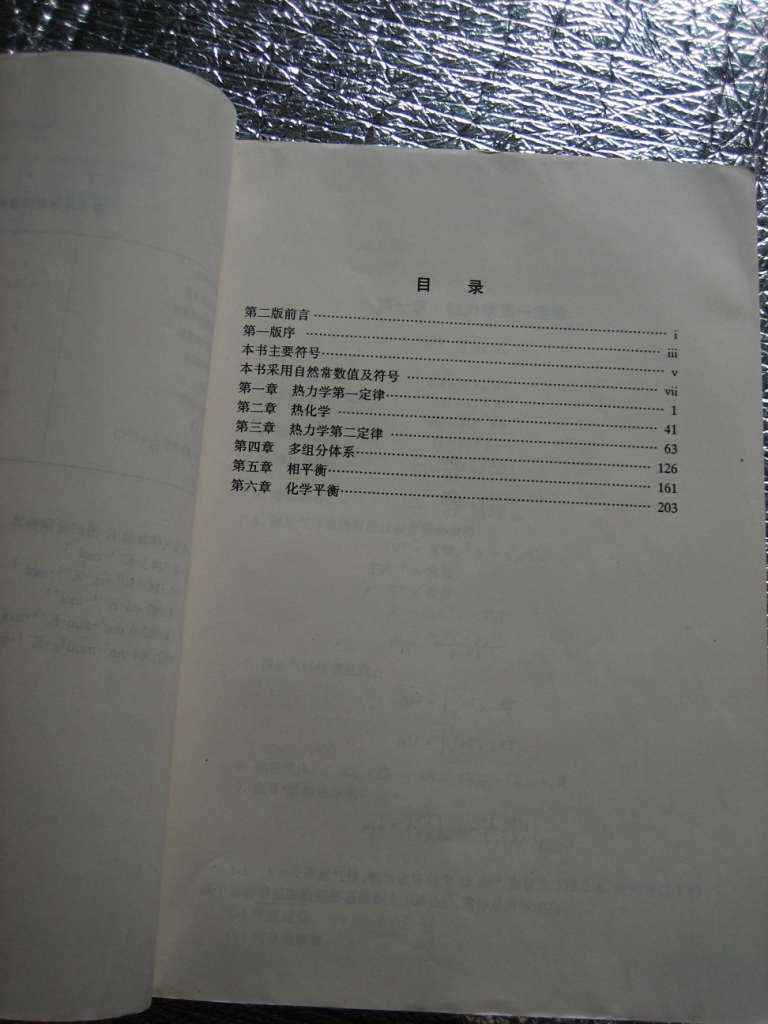 目 录
第二版前言 …… i
第一版序 …… iii
本书主要符号 …… v
本书采用自然常数值及符号 …… vii
第一章 热力学第一定律 …… 1
第二章 热化学 …… 41
第三章 热力学第二定律 …… 63
第四章 多组分体系 …… 126
第五章 相平衡 …… 161
第六章 化学平衡 …… 203